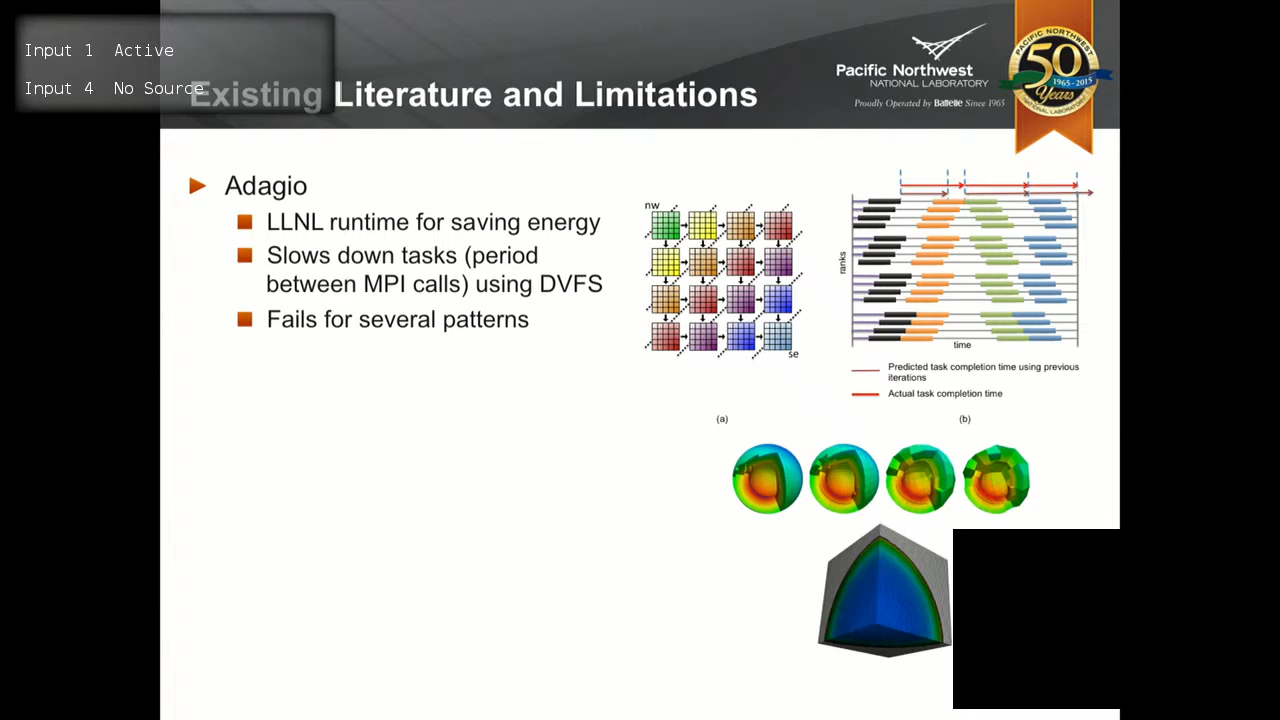 Input 1  Active
Input 4  No Source
Existing Literature and Limitations
Pacific Northwest
NATIONAL LABORATORY
Proudly Operated by Battelle Since 1965
PACIFIC NORTHWEST
50
1965-2015
Years
NATIONAL LABORATORY
Adagio
LLNL runtime for saving energy
Slows down tasks (period
between MPI calls) using DVFS
Fails for several patterns
nw
se
(a)
ranks
time
Predicted task completion time using previous
iterations
Actual task completion time
(b)